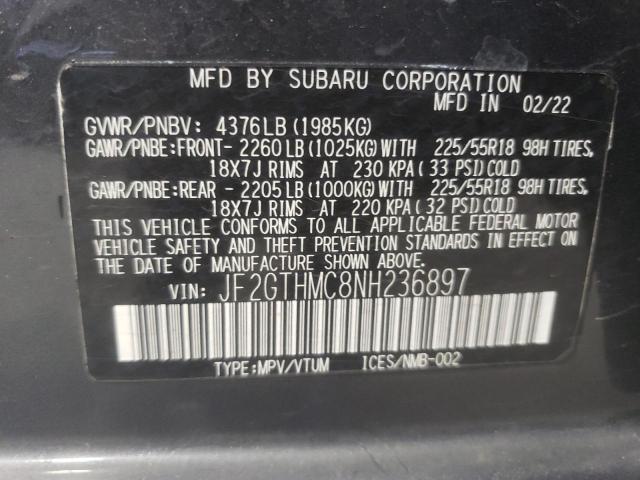 MFD BY SUBARU CORPORATION
MFD IN 02/22
GVWR/PNBV: 4376LB (1985KG)
GAWR/PNBE:FRONT- 2260LB (1025KG)WITH 225/55R18 98H TIRES,
18X7J RIMS AT 230 KPA( 33 PSI)COLD
GAWR/PNBE:REAR - 2205LB (1000KG)WITH 225/55R18 98H TIRES,
18X7J RIMS AT 220 KPA( 32 PSI)COLD
THIS VEHICLE CONFORMS TO ALL APPLICABLE FEDERAL MOTOR
VEHICLE SAFETY AND THEFT PREVENTION STANDARDS IN EFFECT ON
THE DATE OF MANUFACTURE SHOWN ABOVE.
VIN: JF2GTHMC8NH236897
TYPE:MPV/VTUM ICES/NMB-002